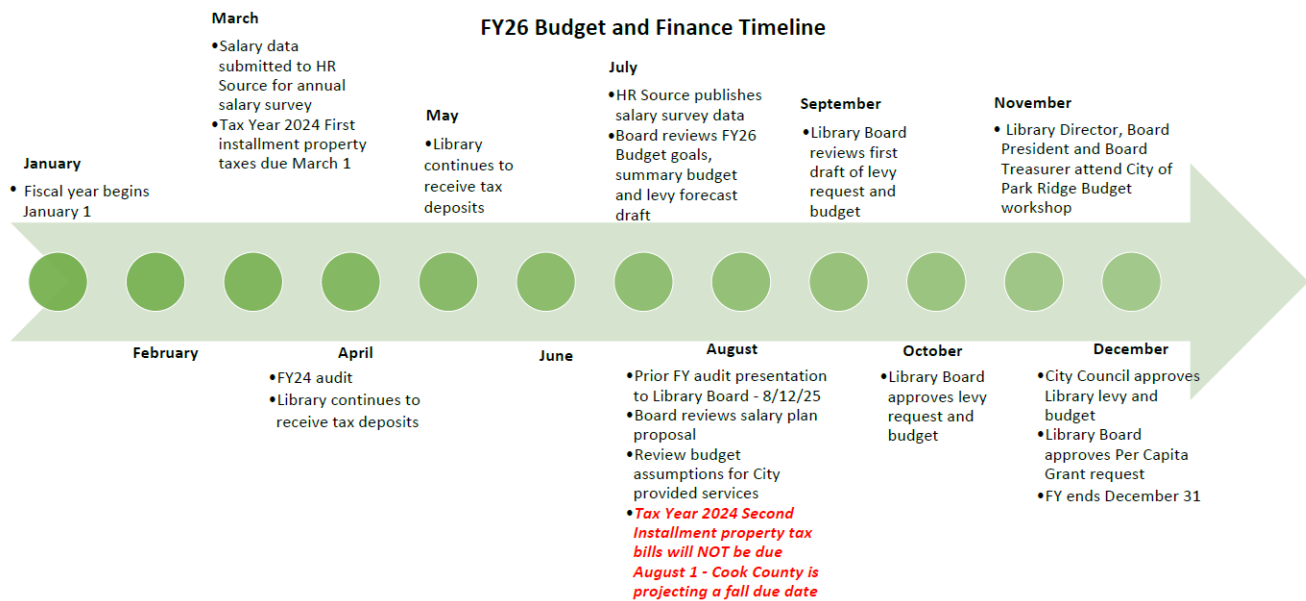 FY26 Budget and Finance Timeline
January
• Fiscal year begins
January 1
February
March
•Salary data
submitted to HR
Source for annual
salary survey
•Tax Year 2024 First
installment property
taxes due March 1
April
•FY24 audit
•Library continues to
receive tax deposits
May
•Library
continues to
receive tax
deposits
June
July
•HR Source publishes
salary survey data
•Board reviews FY26
Budget goals,
summary budget
and levy forecast
draft
August
•Prior FY audit presentation
to Library Board - 8/12/25
•Board reviews salary plan
proposal
•Review budget
assumptions for City
provided services
•Tax Year 2024 Second
Installment property tax
bills will NOT be due
August 1 - Cook County is
projecting a fall due date
September
•Library Board
reviews first
draft of levy
request and
budget
October
•Library Board
approves levy
request and
budget
November
• Library Director, Board
President and Board
Treasurer attend City of
Park Ridge Budget
workshop
December
•City Council approves
Library levy and
budget
•Library Board
approves Per Capita
Grant request
•FY ends December 31